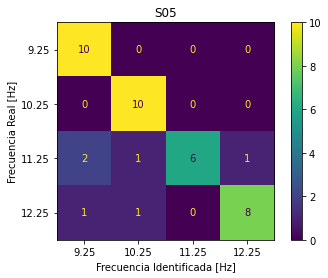 S05
Frecuencia Real [Hz]
9.25 10 0 0 0
10.25 0 10 0 0
11.25 2 1 6 1
12.25 1 1 0 8
9.25 10.25 11.25 12.25
Frecuencia Identificada [Hz]
10
8
6
4
2
0